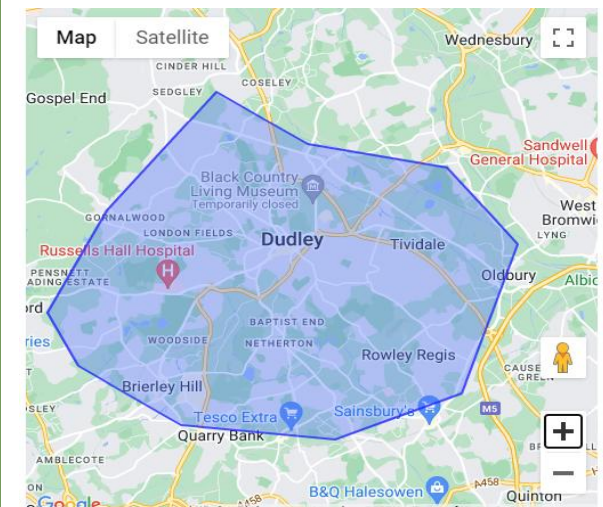 Map
Satellite
Wednesbury
CINDER HILL
COSELEY
SEDGLEY
Gospel End
Sandwell
General Hospital
Black Country
Living Museum
Temporarily closed
West
Bromwi
GORNALWOOD
LONDON FIELDS
Dudley
Tividale
LYNG
Russells Hall Hospital
H
PENSNETT
ADING ESTATE
Oldbury
Albio
rd
ries
BAPTIST END
WOODSIDE
NETHERTON
Rowley Regis
CAUSE
GREEN
Brierley Hill
SLEY
Tesco Extra
Sainsbury's
M5
Quarry Bank
AMBLECOTE
ON
Google
A458
B&Q Halesowen
A458
Quinton